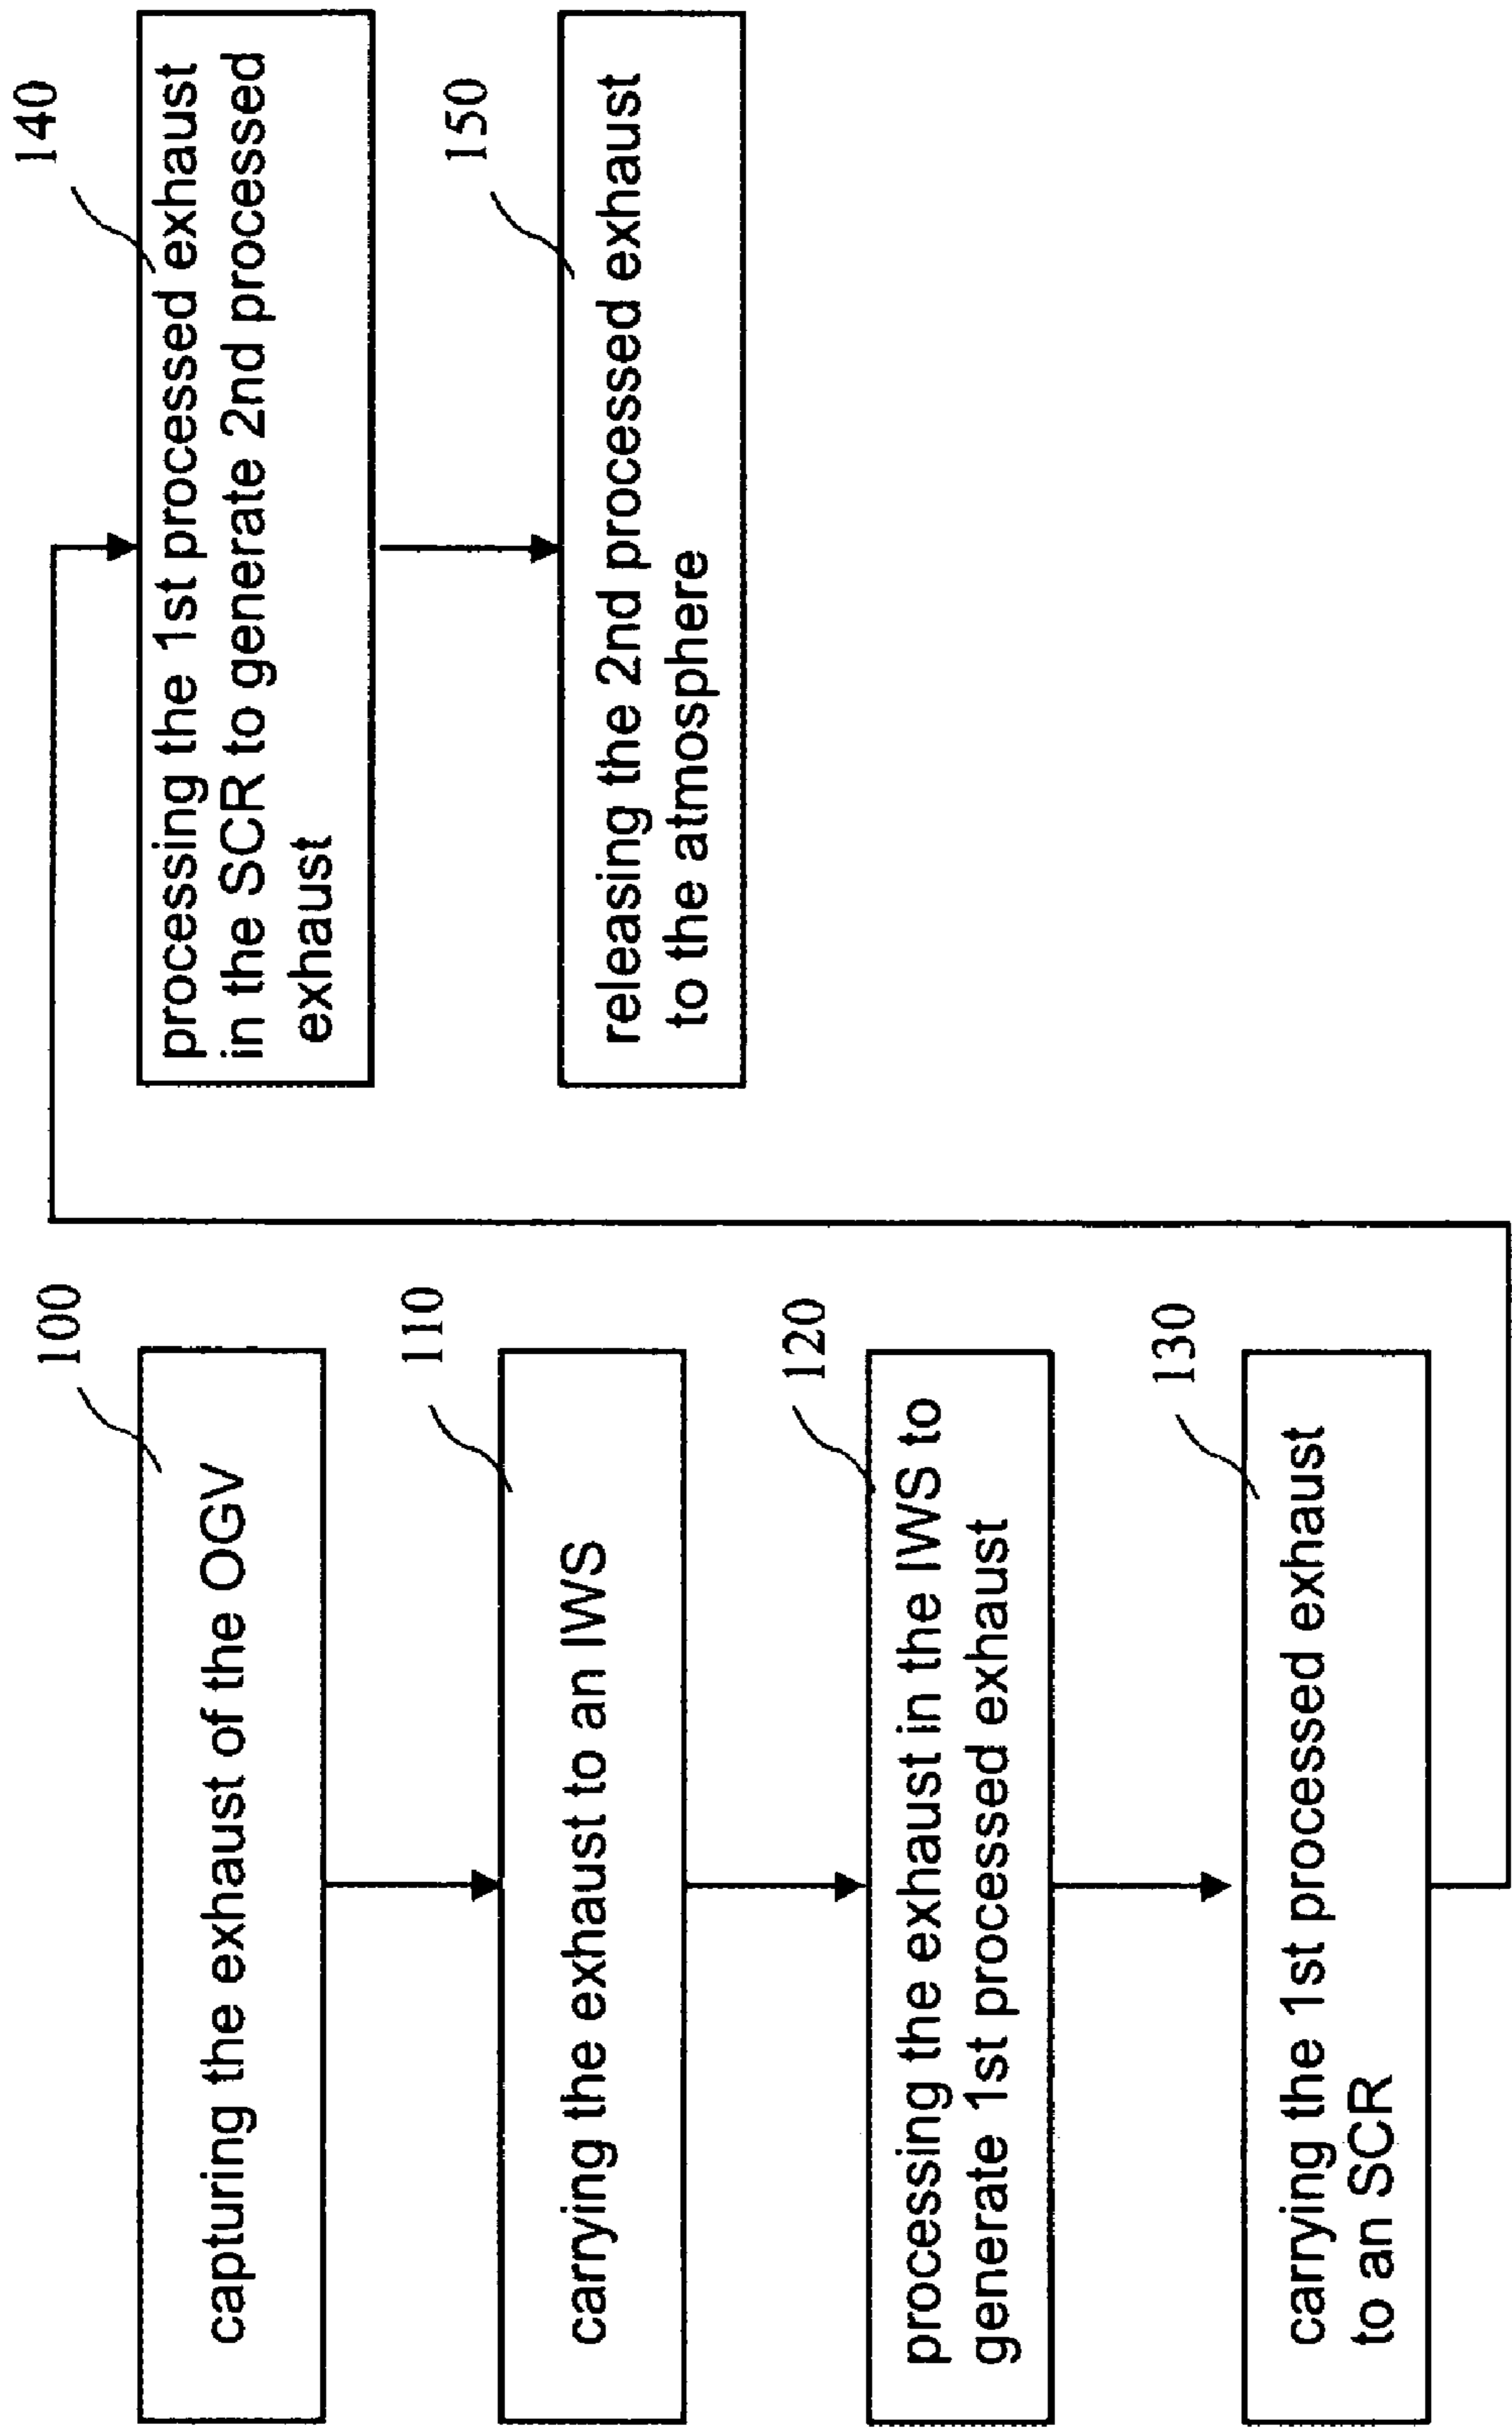 100
capturing the exhaust of the OGV
110
carrying the exhaust to an IWS
120
processing the exhaust in the IWS to
generate 1st processed exhaust
130
carrying the 1st processed exhaust
to an SCR
140
processing the 1st processed exhaust
in the SCR to generate 2nd processed
exhaust
150
releasing the 2nd processed exhaust
to the atmosphere